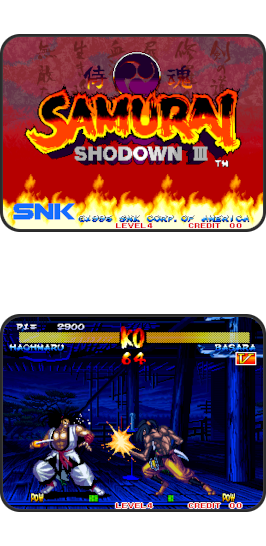 侍 魂
SAMURAI
SHODOWN III
TM
SNK
©1995 SNK CORP. OF AMERICA
LEVEL4 CREDIT 00
P1= 2900
KO
HAOHMARU
BASARA
64
POW
POW
LEVEL4 CREDIT 00